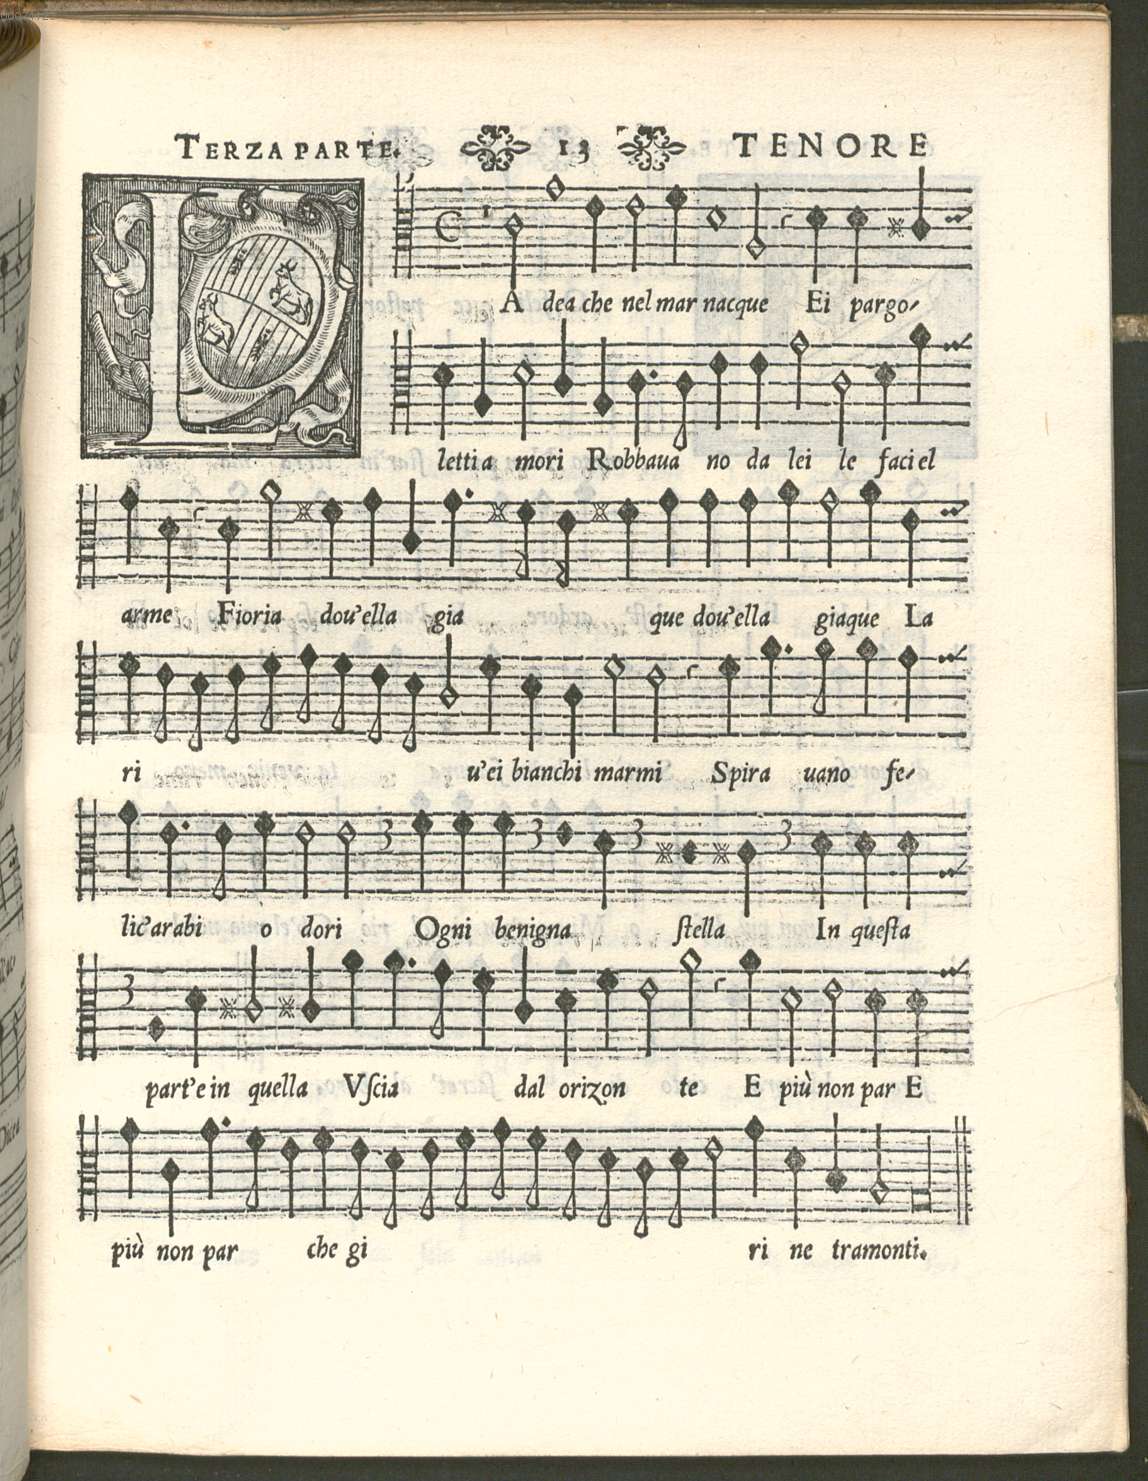 TERZA PARTE. 13 TENORE
LA dea che nel mar nacque Ei pargo-
letti a mori Robbaua no da lei le faci el
arme Fioria dou'ella gia que dou'ella giaque La
ri u'ei bianchi marmi Spira uano fe-
lic'arabi o dori Ogni benigna stella In questa
part'e in quella Vscia dal orizon te E più non par E
più non par che gi ri ne tramonti.